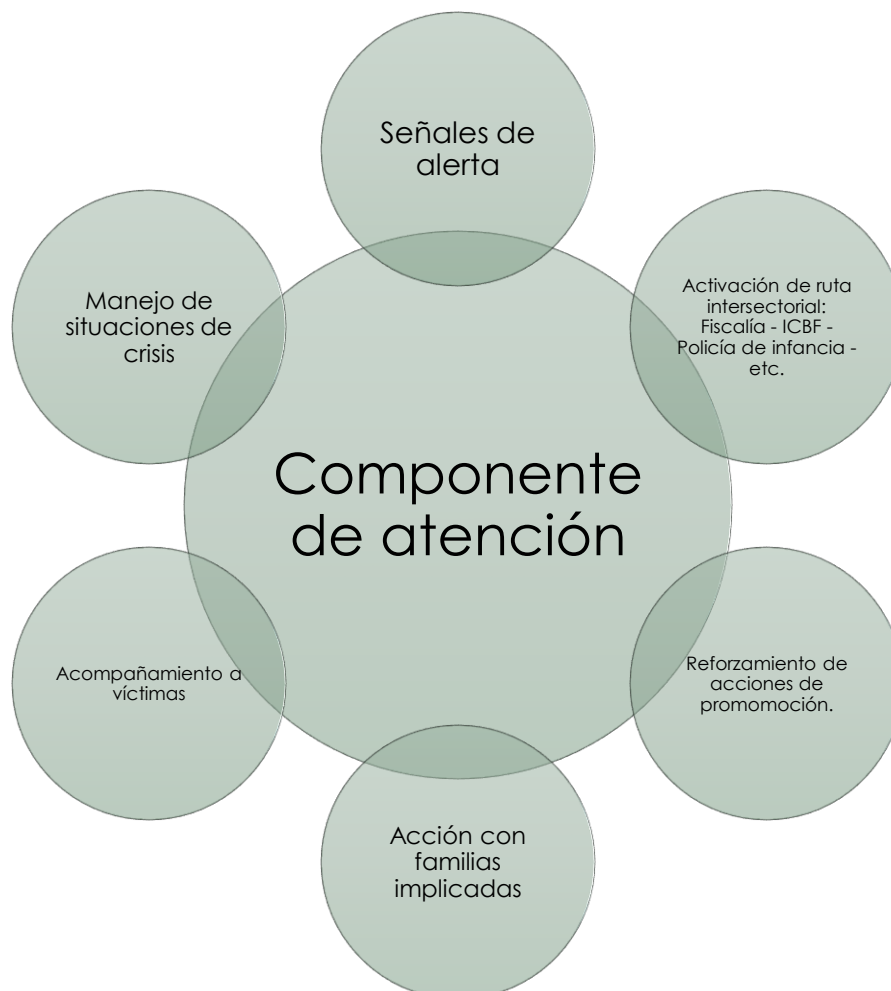 Señales de
alerta
Activación de ruta
intersectorial:
Fiscalía - ICBF -
Policía de infancia -
etc.
Reforzamiento de
acciones de
promomoción.
Acción con
familias
implicadas
Acompañamiento a
víctimas
Manejo de
situaciones de
crisis
Componente
de atención